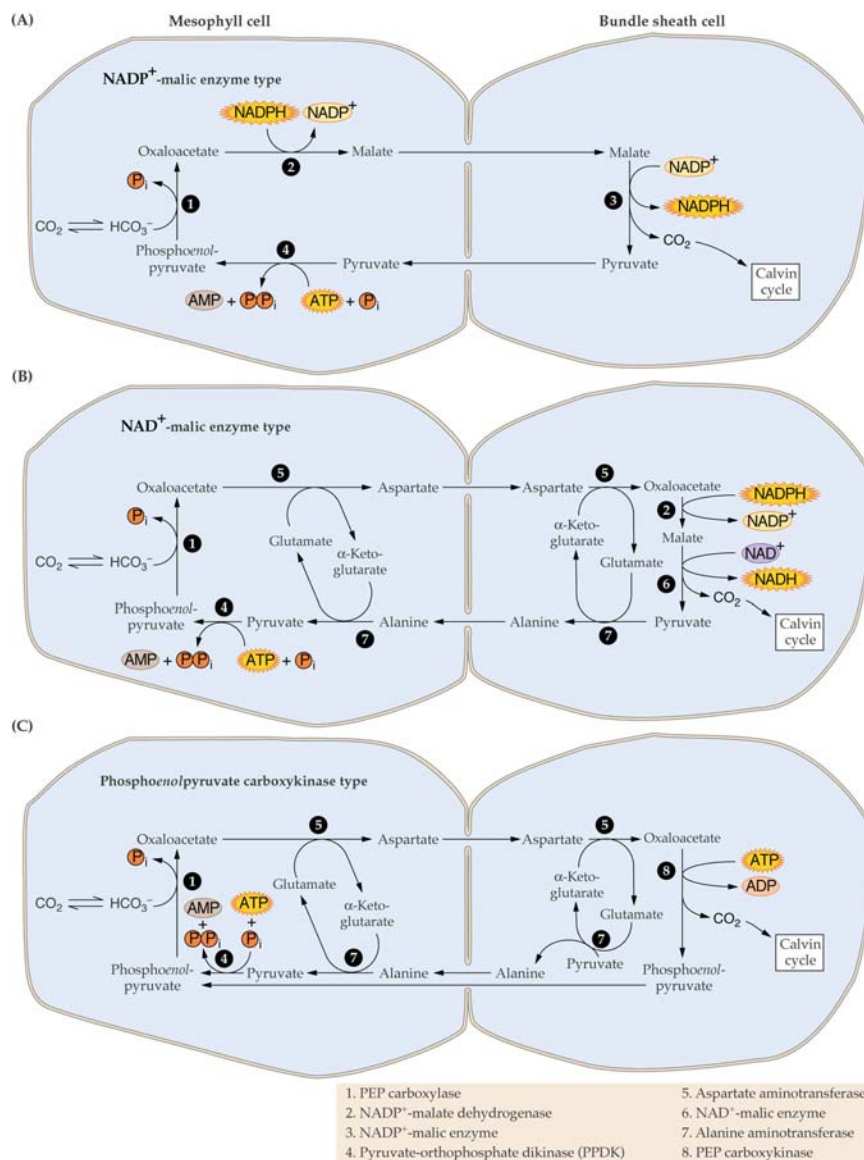 (A)
Mesophyll cell
Bundle sheath cell
NADP+-malic enzyme type
NADPH
NADP+
Oxaloacetate
2
Malate
Malate
NADP+
Pi
1
3
NADPH
CO2
HCO3−
CO2
Phosphoenol-
pyruvate
4
Pyruvate
Pyruvate
Calvin
cycle
AMP + P Pi
ATP + Pi
(B)
NAD+-malic enzyme type
5
5
Oxaloacetate
Aspartate
Aspartate
Oxaloacetate
NADPH
Pi
2
NADP+
1
Glutamate
α-Keto-
glutarate
α-Keto-
glutarate
Malate
NAD+
CO2
HCO3−
Glutamate
6
NADH
CO2
Phosphoenol-
pyruvate
4
Pyruvate
7
Alanine
Alanine
7
Pyruvate
Calvin
cycle
AMP + P Pi
ATP + Pi
(C)
Phosphoenolpyruvate carboxykinase type
5
5
Oxaloacetate
Aspartate
Aspartate
Oxaloacetate
Pi
8
ATP
ADP
1
AMP
+
P Pi
ATP
+
Pi
Glutamate
α-Keto-
glutarate
α-Keto-
glutarate
CO2
HCO3−
Glutamate
CO2
4
7
7
Phosphoenol-
pyruvate
Pyruvate
Alanine
Alanine
Pyruvate
Phosphoenol-
pyruvate
Calvin
cycle
1. PEP carboxylase
2. NADP+-malate dehydrogenase
3. NADP+-malic enzyme
4. Pyruvate-orthophosphate dikinase (PPDK)
5. Aspartate aminotransferase
6. NAD+-malic enzyme
7. Alanine aminotransferase
8. PEP carboxykinase